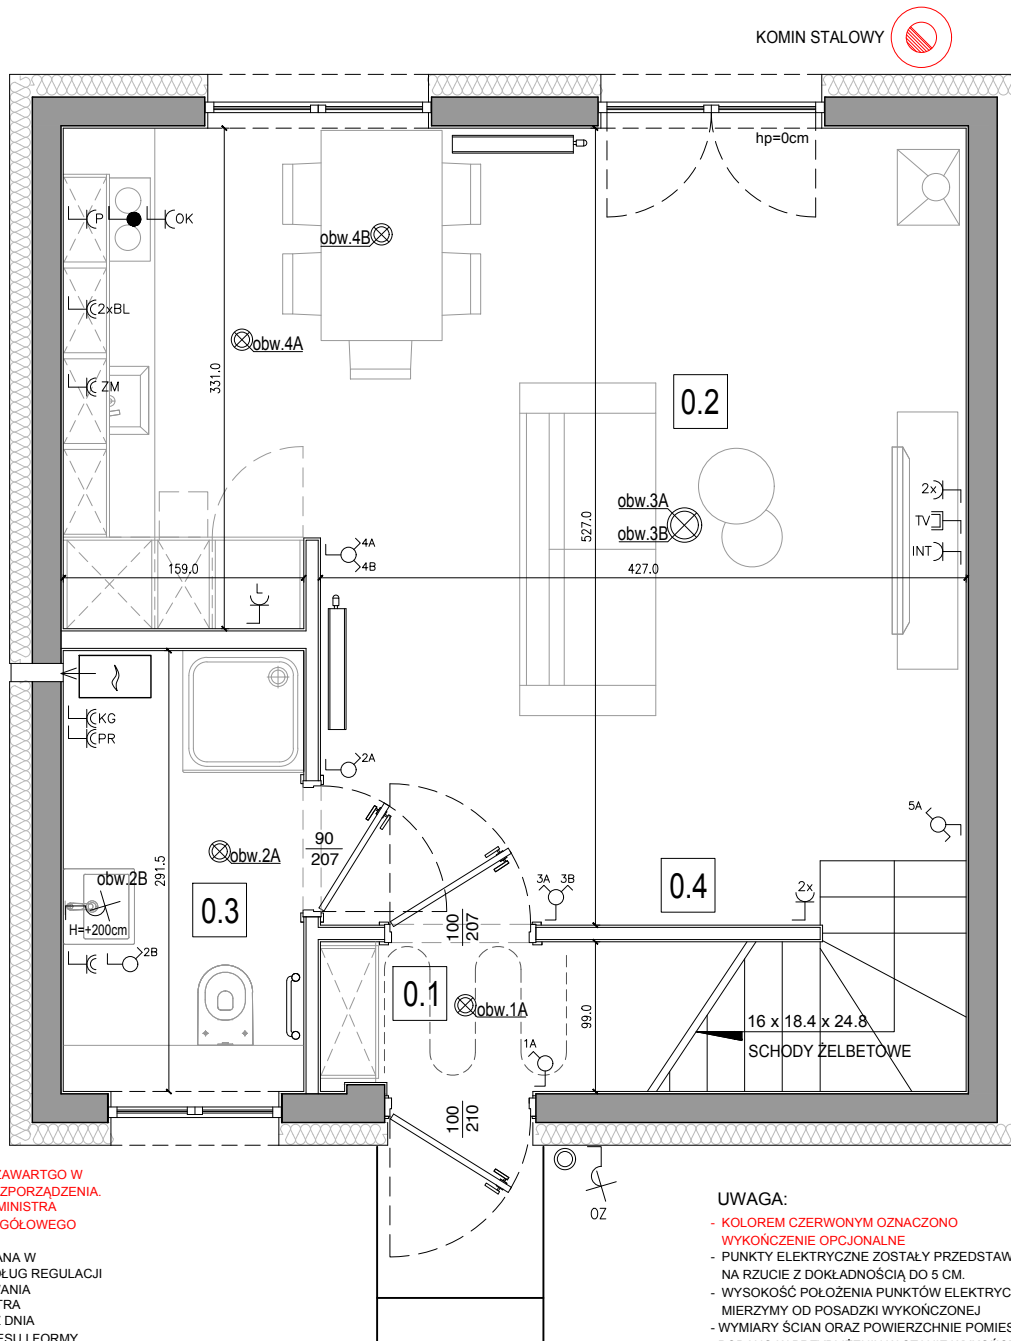 KOMIN STALOWY
hp=0cm
P
OK
obw.4B
2xBL
obw.4A
ZM
331.0
0.2
obw.3A
obw.3B
527.0
2x
TV
INT
4A
4B
159.0
427.0
L
KG
PR
2A
5A
90
207
obw.2A
291.5
obw.2B
H=+200cm
0.3
2B
3A 3B
2x
0.4
100
207
0.1
obw.1A
99.0
1A
16 x 18.4 x 24.8
SCHODY ŻELBETOWE
100
210
OZ
ZAWARTGO W
ZPORZĄDZENIA.
MINISTRA
GÓŁOWEGO
ANA W
ŁUG REGULACJI
ANIA
TRA
DNIA
UWAGA:
- KOLOREM CZERWONYM OZNACZONO
WYKOŃCZENIE OPCJONALNE
- PUNKTY ELEKTRYCZNE ZOSTAŁY PRZEDSTAW
NA RZUCIE Z DOKŁADNOŚCIĄ DO 5 CM.
- WYSOKOŚĆ POŁOŻENIA PUNKTÓW ELEKTRYC
MIERZYMY OD POSADZKI WYKOŃCZONEJ
- WYMIARY ŚCIAN ORAZ POWIERZCHNIE POMIES